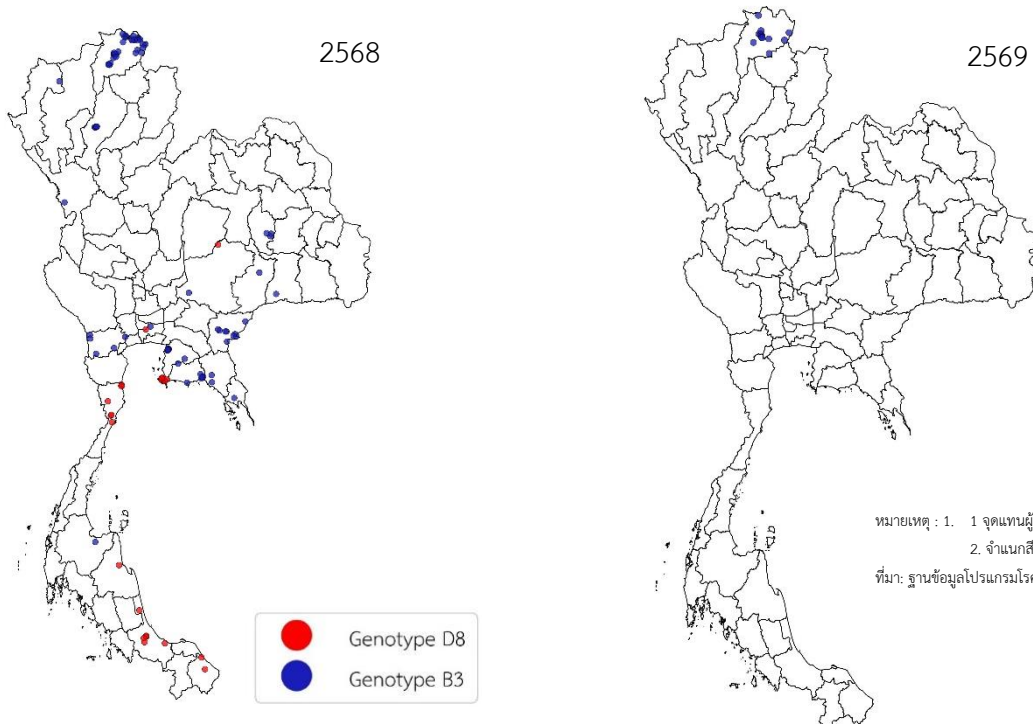 2568
2569
Genotype D8
Genotype B3
หมายเหตุ : 1. 1 จุดแทนผู้
2. จำแนกสี
ที่มา: ฐานข้อมูลโปรแกรมโรค